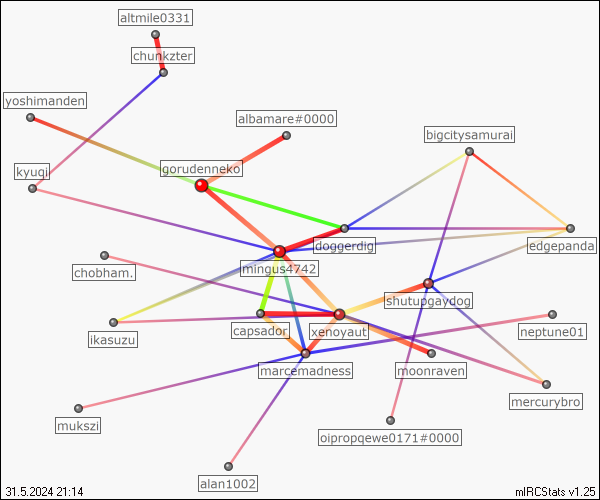 altmile0331
chunkzter
yoshimanden
albamare#0000
bigcitysamurai
kyuqi
gorudenneko
doggerdig
edgepanda
mingus4742
chobham.
shutupgaydog
capsador
xenoyaut
neptune01
ikasuzu
marcemadness
moonraven
mercurybro
mukszi
oipropqewe0171#0000
alan1002
31.5.2024 21:14
mIRCStats v1.25